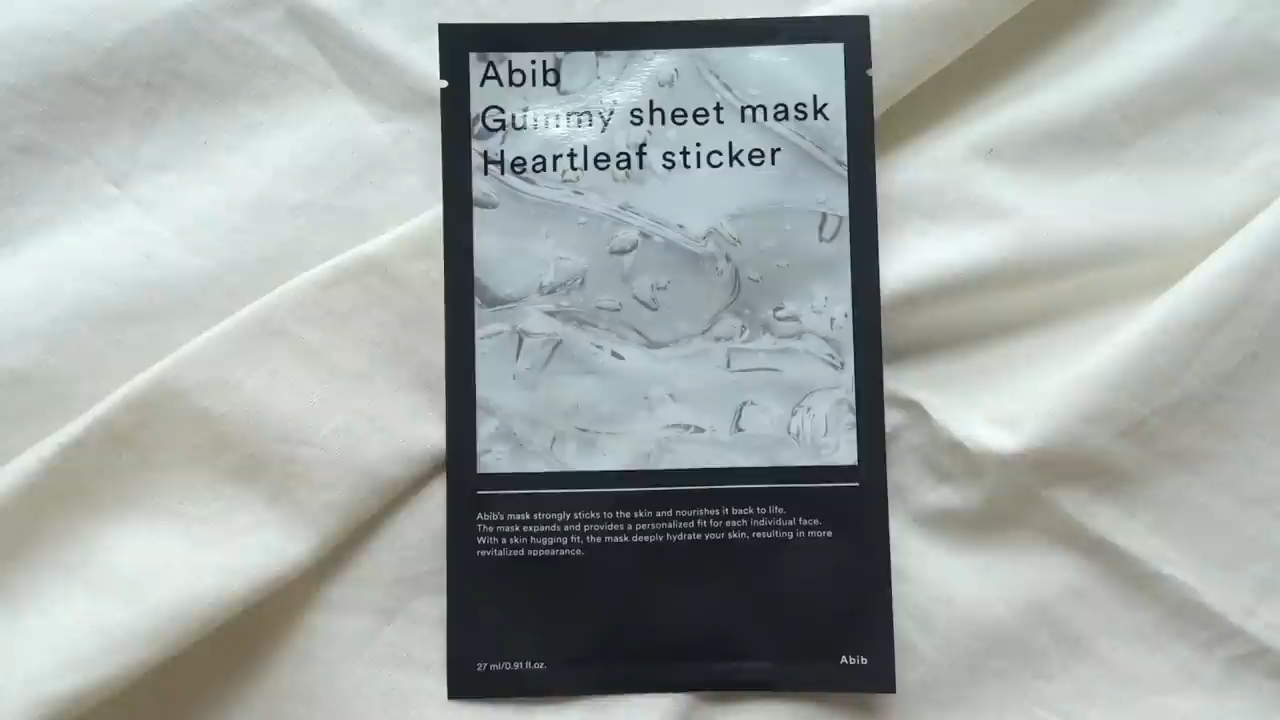 Abib
Gummy sheet mask
Heartleaf sticker
Abib's mask strongly sticks to the skin and nourishes it back to life.
The mask expands and provides a personalized fit for each individual face.
With a skin hugging fit, the mask deeply hydrate your skin, resulting in more
revitalized appearance.
27 ml/0.91 fl.oz.
Abib